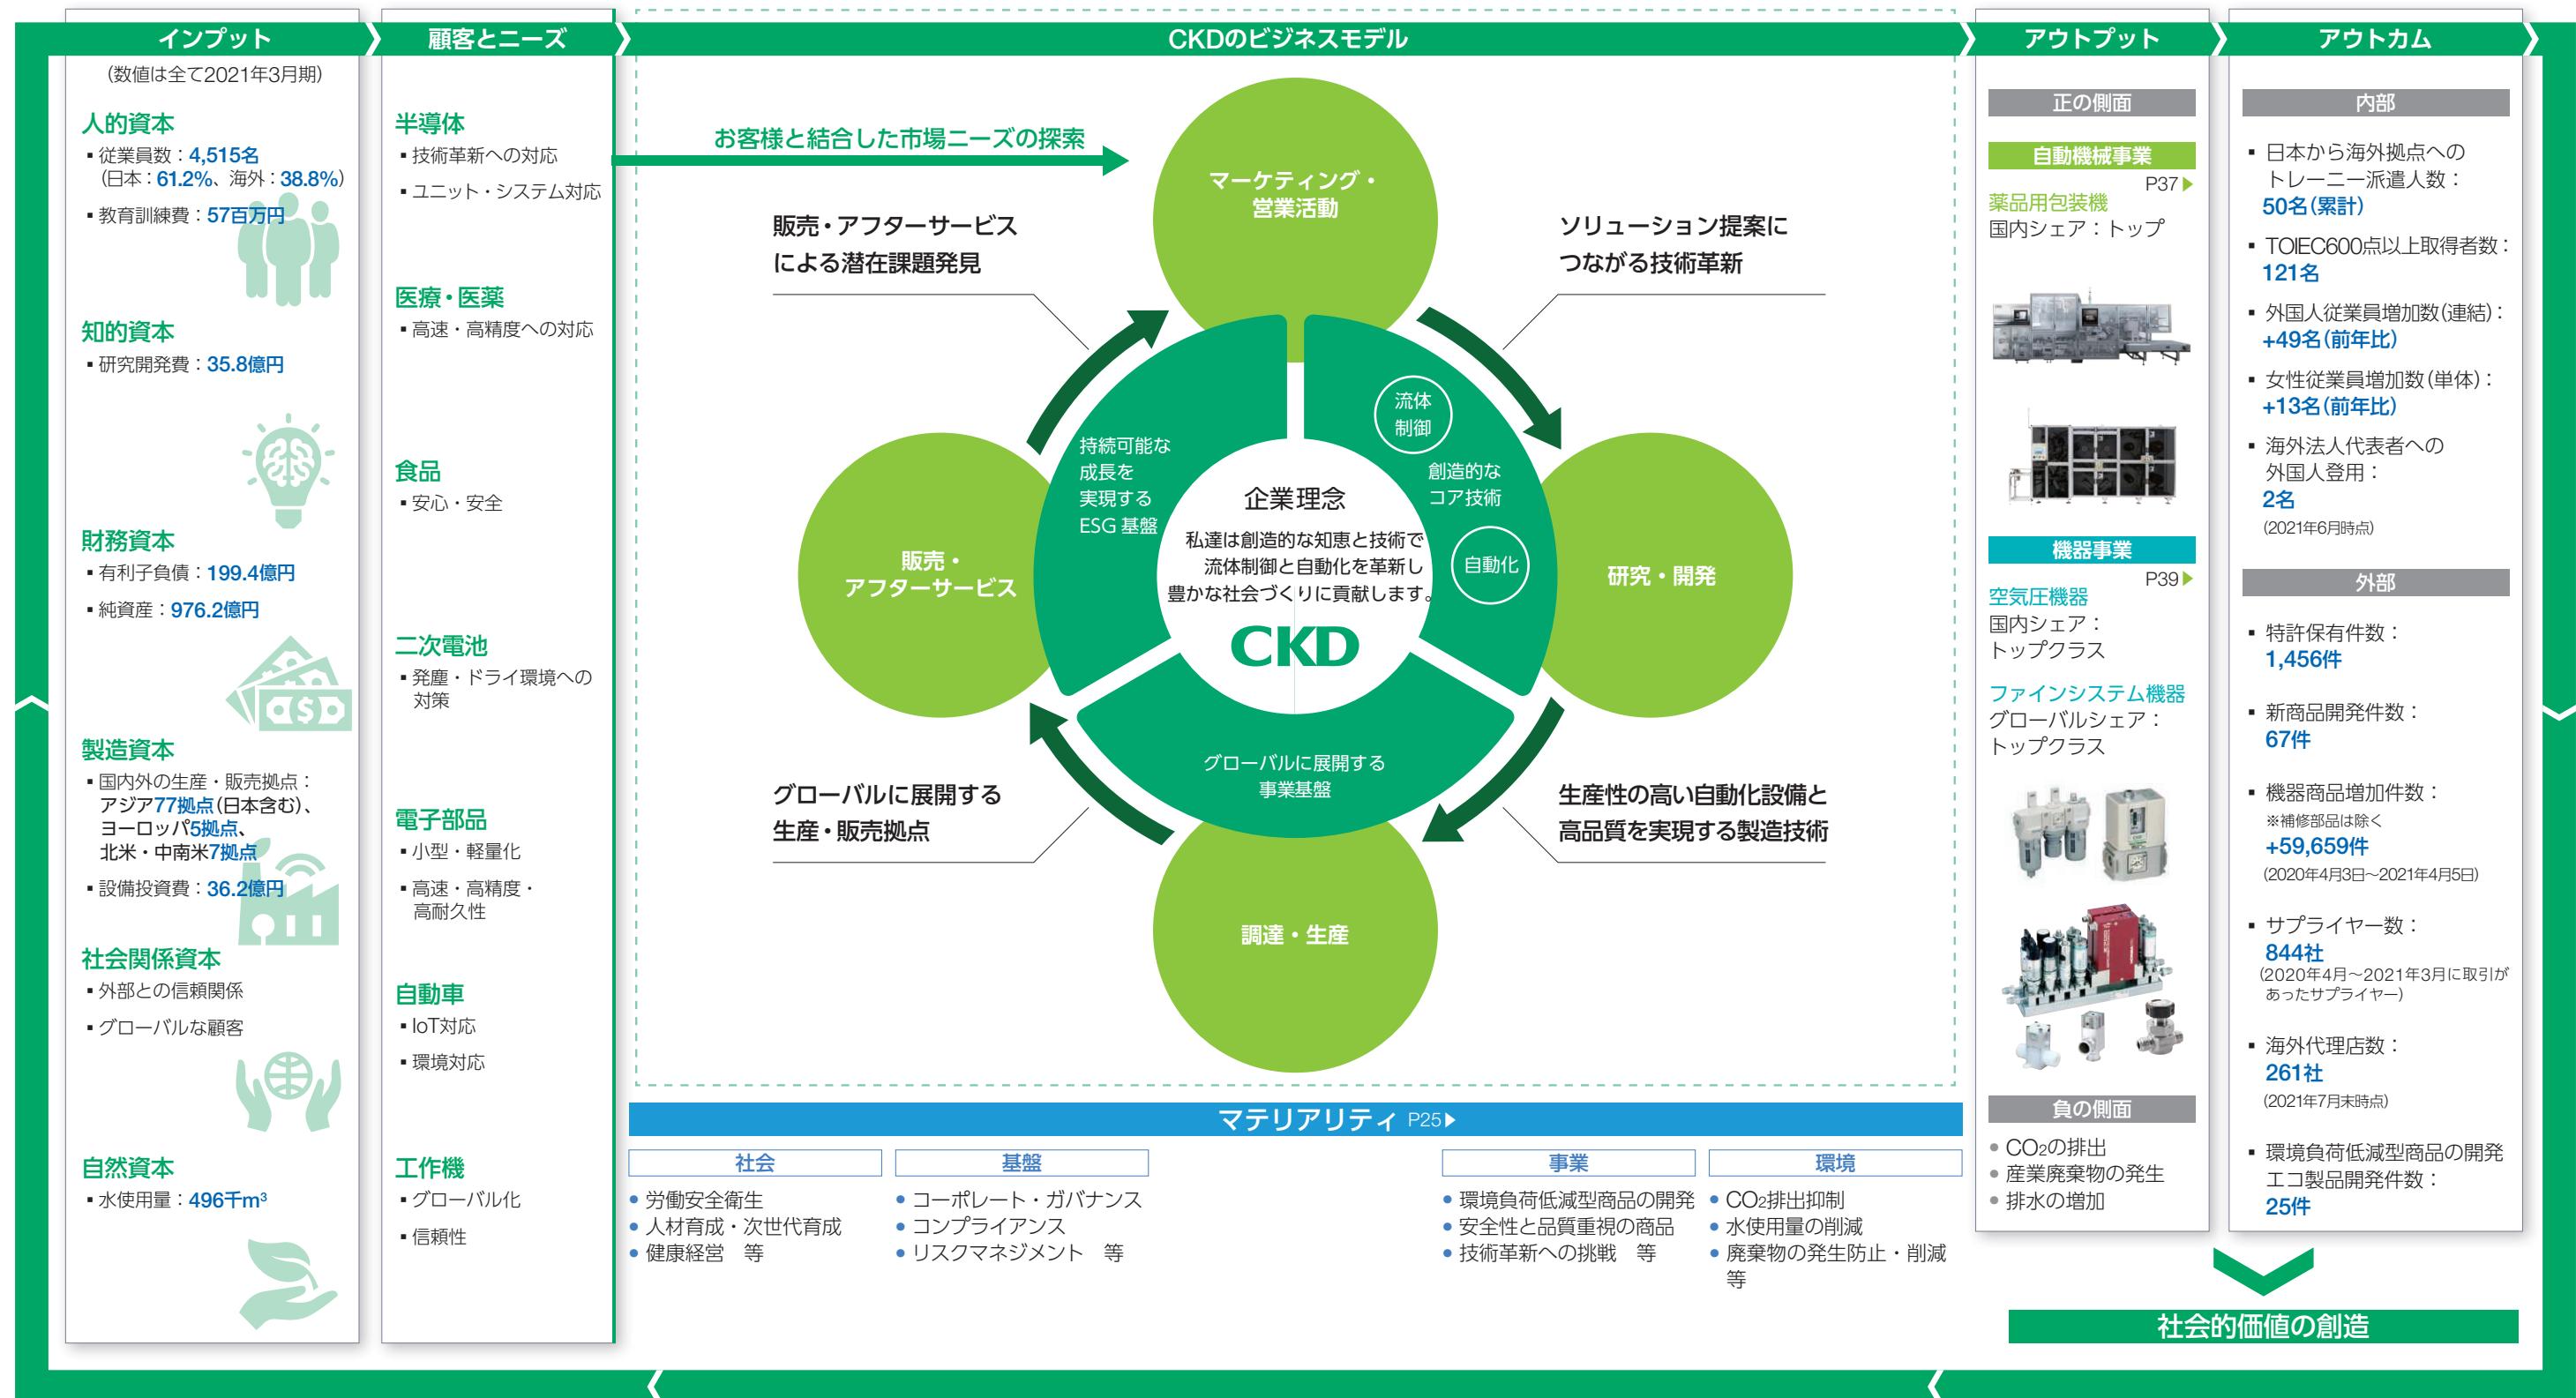 インプット
(数値は全て2021年3月期)
人的資本
▪従業員数：4,515名
(日本：61.2%、海外：38.8%)
▪教育訓練費：57百万円
知的資本
▪研究開発費：35.8億円
財務資本
▪有利子負債：199.4億円
▪純資産：976.2億円
製造資本
▪国内外の生産・販売拠点：
アジア77拠点(日本含む)、
ヨーロッパ5拠点、
北米・中南米7拠点
▪設備投資費：36.2億円
社会関係資本
▪外部との信頼関係
▪グローバルな顧客
自然資本
▪水使用量：496千m³
顧客とニーズ
半導体
▪技術革新への対応
▪ユニット・システム対応
医療・医薬
▪高速・高精度への対応
食品
▪安心・安全
二次電池
▪発塵・ドライ環境への
対策
電子部品
▪小型・軽量化
▪高速・高精度・
高耐久性
自動車
▪IoT対応
▪環境対応
工作機
▪グローバル化
▪信頼性
CKDのビジネスモデル
お客様と結合した市場ニーズの探索
マーケティング・
営業活動
販売・アフターサービス
による潜在課題発見
ソリューション提案に
つながる技術革新
持続可能な
成長を
実現する
ESG 基盤
流体
制御
創造的な
コア技術
自動化
企業理念
私達は創造的な知恵と技術で
流体制御と自動化を革新し
豊かな社会づくりに貢献します。
CKD
販売・
アフターサービス
研究・開発
グローバルに展開する
事業基盤
グローバルに展開する
生産・販売拠点
生産性の高い自動化設備と
高品質を実現する製造技術
調達・生産
マテリアリティ P25▶
社会
●労働安全衛生
●人材育成・次世代育成
●健康経営　等
基盤
●コーポレート・ガバナンス
●コンプライアンス
●リスクマネジメント　等
事業
●環境負荷低減型商品の開発
●安全性と品質重視の商品
●技術革新への挑戦　等
環境
●CO2排出抑制
●水使用量の削減
●廃棄物の発生防止・削減
等
アウトプット
正の側面
自動機械事業
P37▶
薬品用包装機
国内シェア：トップ
機器事業
P39▶
空気圧機器
国内シェア：
トップクラス
ファインシステム機器
グローバルシェア：
トップクラス
負の側面
●CO2の排出
●産業廃棄物の発生
●排水の増加
アウトカム
内部
▪日本から海外拠点への
トレーニー派遣人数：
50名(累計)
▪TOIEC600点以上取得者数：
121名
▪外国人従業員増加数(連結)：
+49名(前年比)
▪女性従業員増加数(単体)：
+13名(前年比)
▪海外法人代表者への
外国人登用：
2名
(2021年6月時点)
外部
▪特許保有件数：
1,456件
▪新商品開発件数：
67件
▪機器商品増加件数：
※補修部品は除く
+59,659件
(2020年4月3日～2021年4月5日)
▪サプライヤー数：
844社
(2020年4月～2021年3月に取引が
あったサプライヤー)
▪海外代理店数：
261社
(2021年7月末時点)
▪環境負荷低減型商品の開発
エコ製品開発件数：
25件
社会的価値の創造